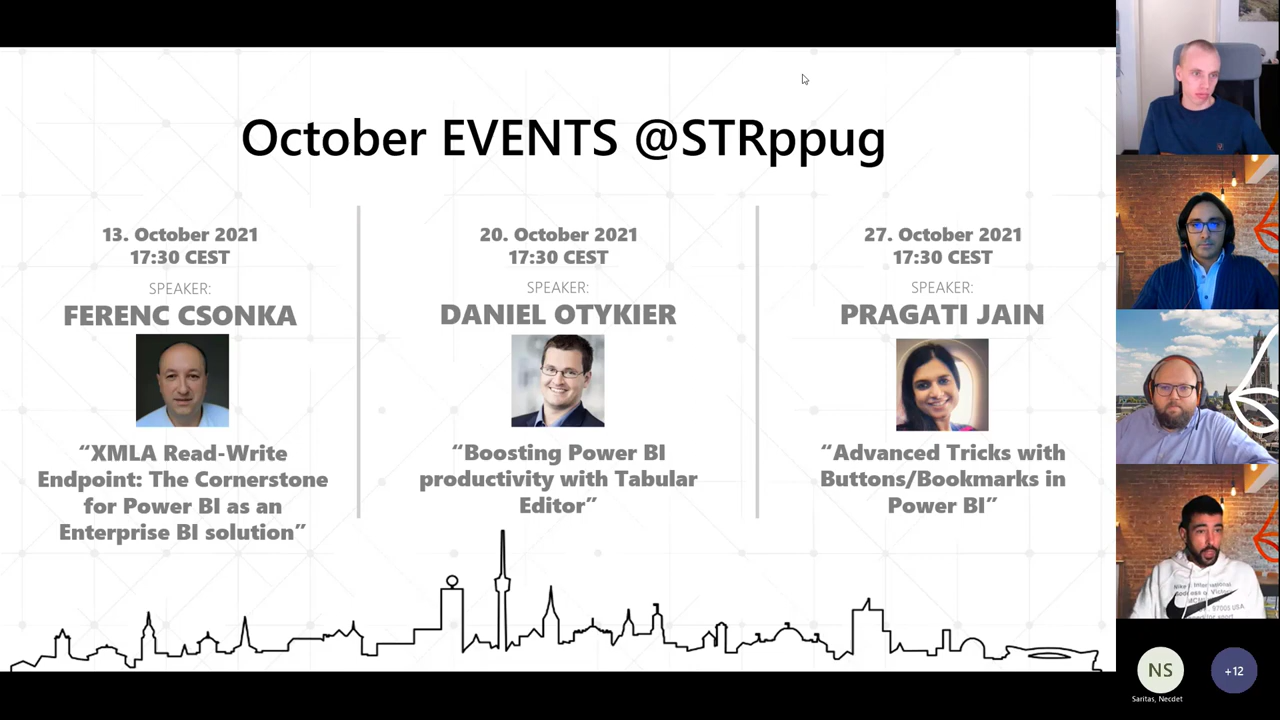 October EVENTS @STRppug
13. October 2021
17:30 CEST
SPEAKER:
FERENC CSONKA
“XMLA Read-Write
Endpoint: The Cornerstone
for Power BI as an
Enterprise BI solution”
20. October 2021
17:30 CEST
SPEAKER:
DANIEL OTYKIER
“Boosting Power BI
productivity with Tabular
Editor”
27. October 2021
17:30 CEST
SPEAKER:
PRAGATI JAIN
“Advanced Tricks with
Buttons/Bookmarks in
Power BI”
97005 USA
NS
+12
Saritas, Necdet